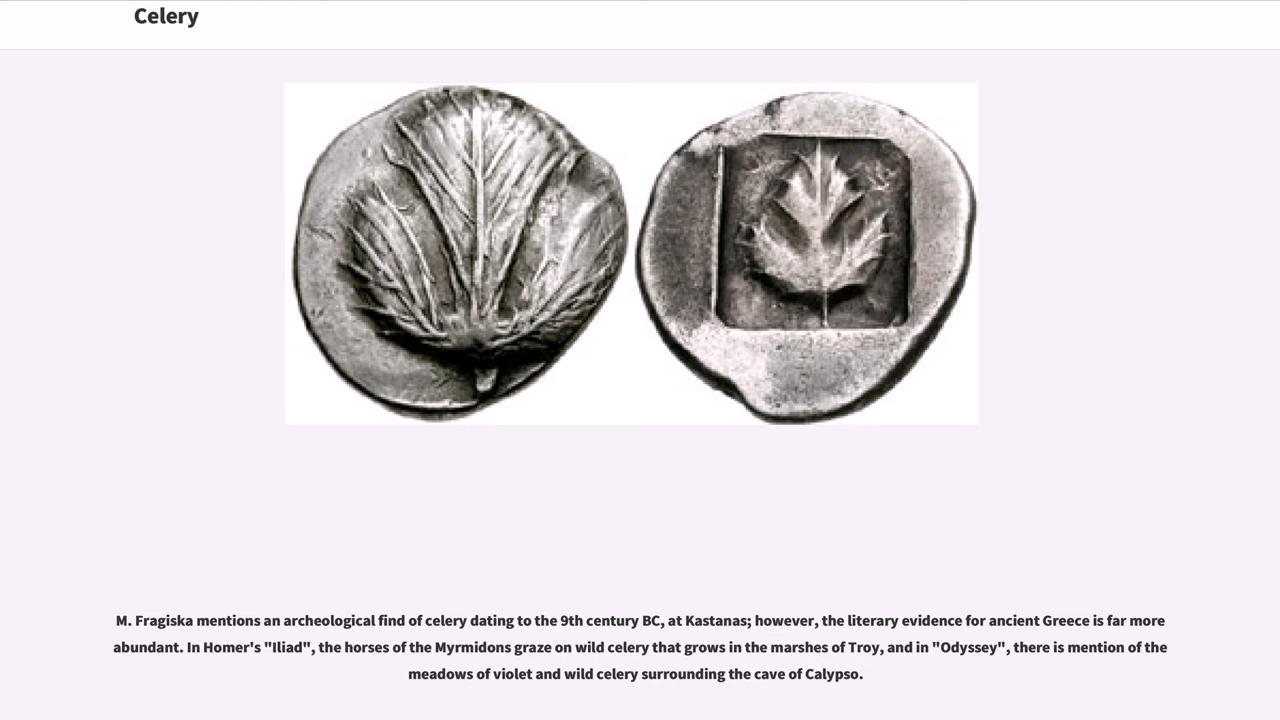 Celery
M. Fragiska mentions an archeological find of celery dating to the 9th century BC, at Kastanas; however, the literary evidence for ancient Greece is far more
abundant. In Homer's "Iliad", the horses of the Myrmidons graze on wild celery that grows in the marshes of Troy, and in "Odyssey", there is mention of the
meadows of violet and wild celery surrounding the cave of Calypso.